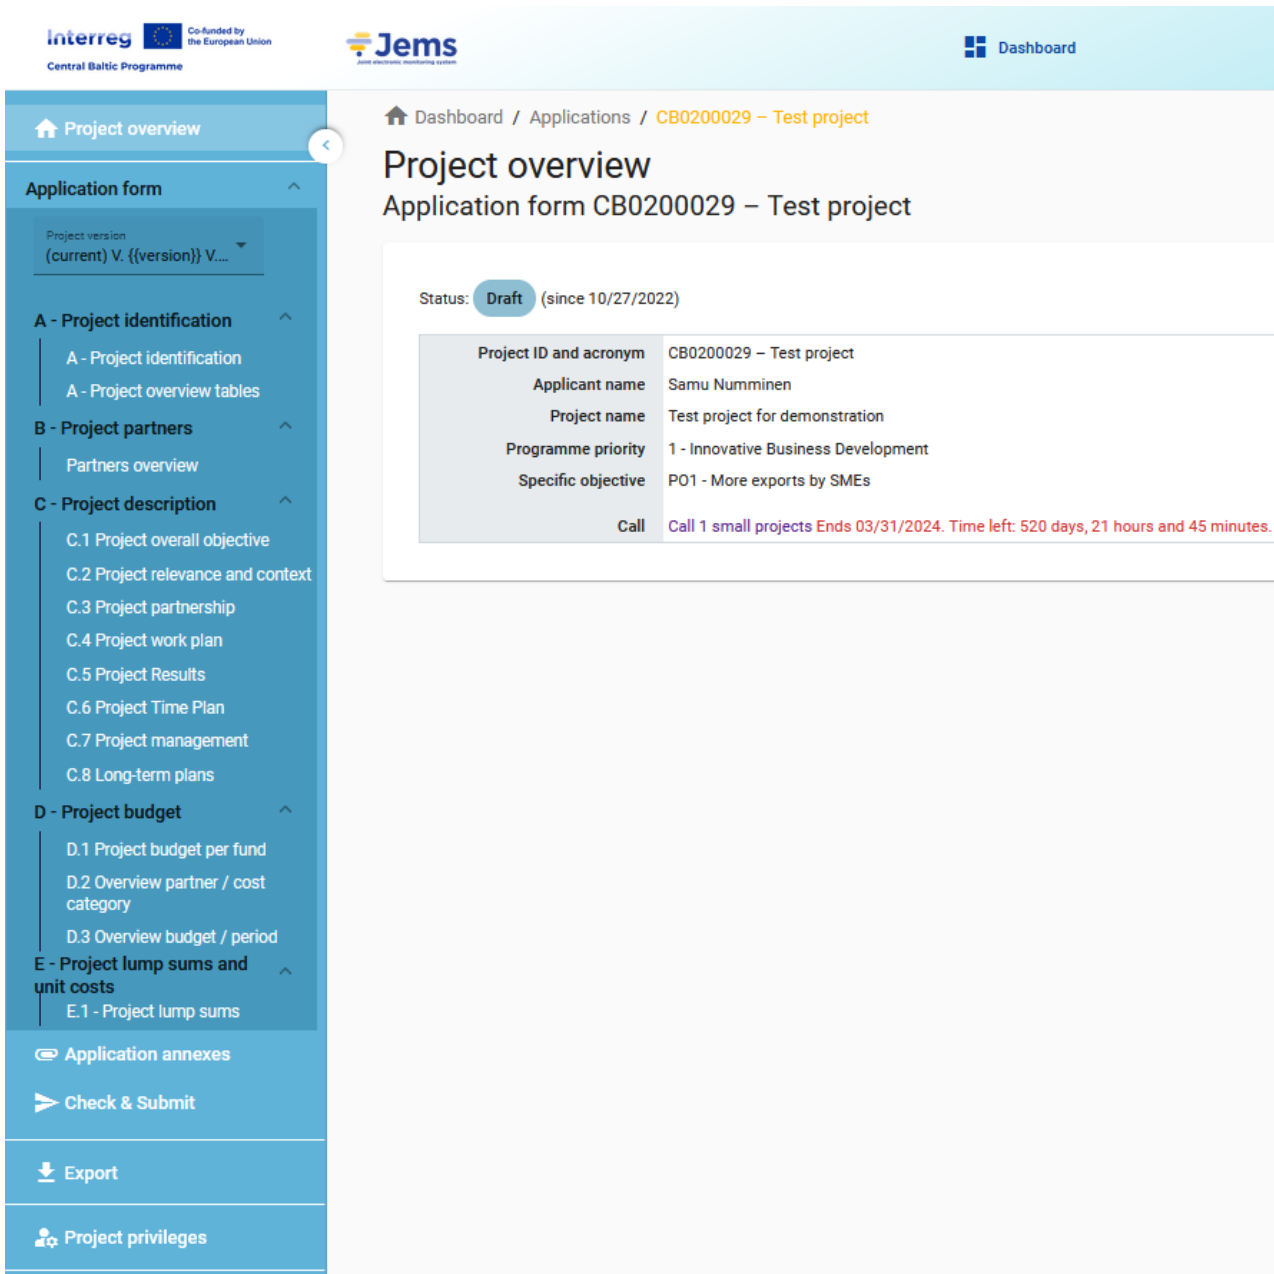 Interreg
Co-funded by
the European Union
Central Baltic Programme
Jems
Joint electronic monitoring system
Dashboard
Project overview
Application form
Project version
(current) V. {{version}} V....
A - Project identification
A - Project identification
A - Project overview tables
B - Project partners
Partners overview
C - Project description
C.1 Project overall objective
C.2 Project relevance and context
C.3 Project partnership
C.4 Project work plan
C.5 Project Results
C.6 Project Time Plan
C.7 Project management
C.8 Long-term plans
D - Project budget
D.1 Project budget per fund
D.2 Overview partner / cost
category
D.3 Overview budget / period
E - Project lump sums and
unit costs
E.1 - Project lump sums
Application annexes
Check & Submit
Export
Project privileges
Dashboard / Applications / CB0200029 – Test project
Project overview
Application form CB0200029 – Test project
Status: Draft (since 10/27/2022)
Project ID and acronym CB0200029 – Test project
Applicant name Samu Numminen
Project name Test project for demonstration
Programme priority 1 - Innovative Business Development
Specific objective PO1 - More exports by SMEs
Call Call 1 small projects Ends 03/31/2024. Time left: 520 days, 21 hours and 45 minutes.